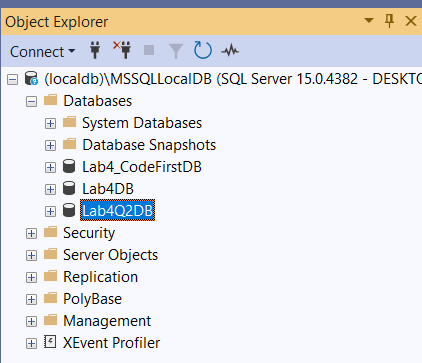 Object Explorer
Connect
(localdb)\MSSQLLocalDB (SQL Server 15.0.4382 - DESKTO
Databases
System Databases
Database Snapshots
Lab4_CodeFirstDB
Lab4DB
Lab4Q2DB
Security
Server Objects
Replication
PolyBase
Management
XEvent Profiler